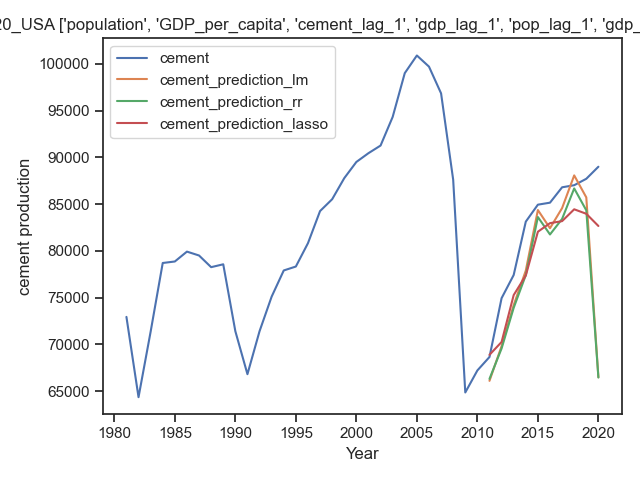 20_USA ['population', 'GDP_per_capita', 'cement_lag_1', 'gdp_lag_1', 'pop_lag_1', 'gdp_
cement
cement_prediction_lm
cement_prediction_rr
cement_prediction_lasso
cement production
100000
95000
90000
85000
80000
75000
70000
65000
1980 1985 1990 1995 2000 2005 2010 2015 2020
Year